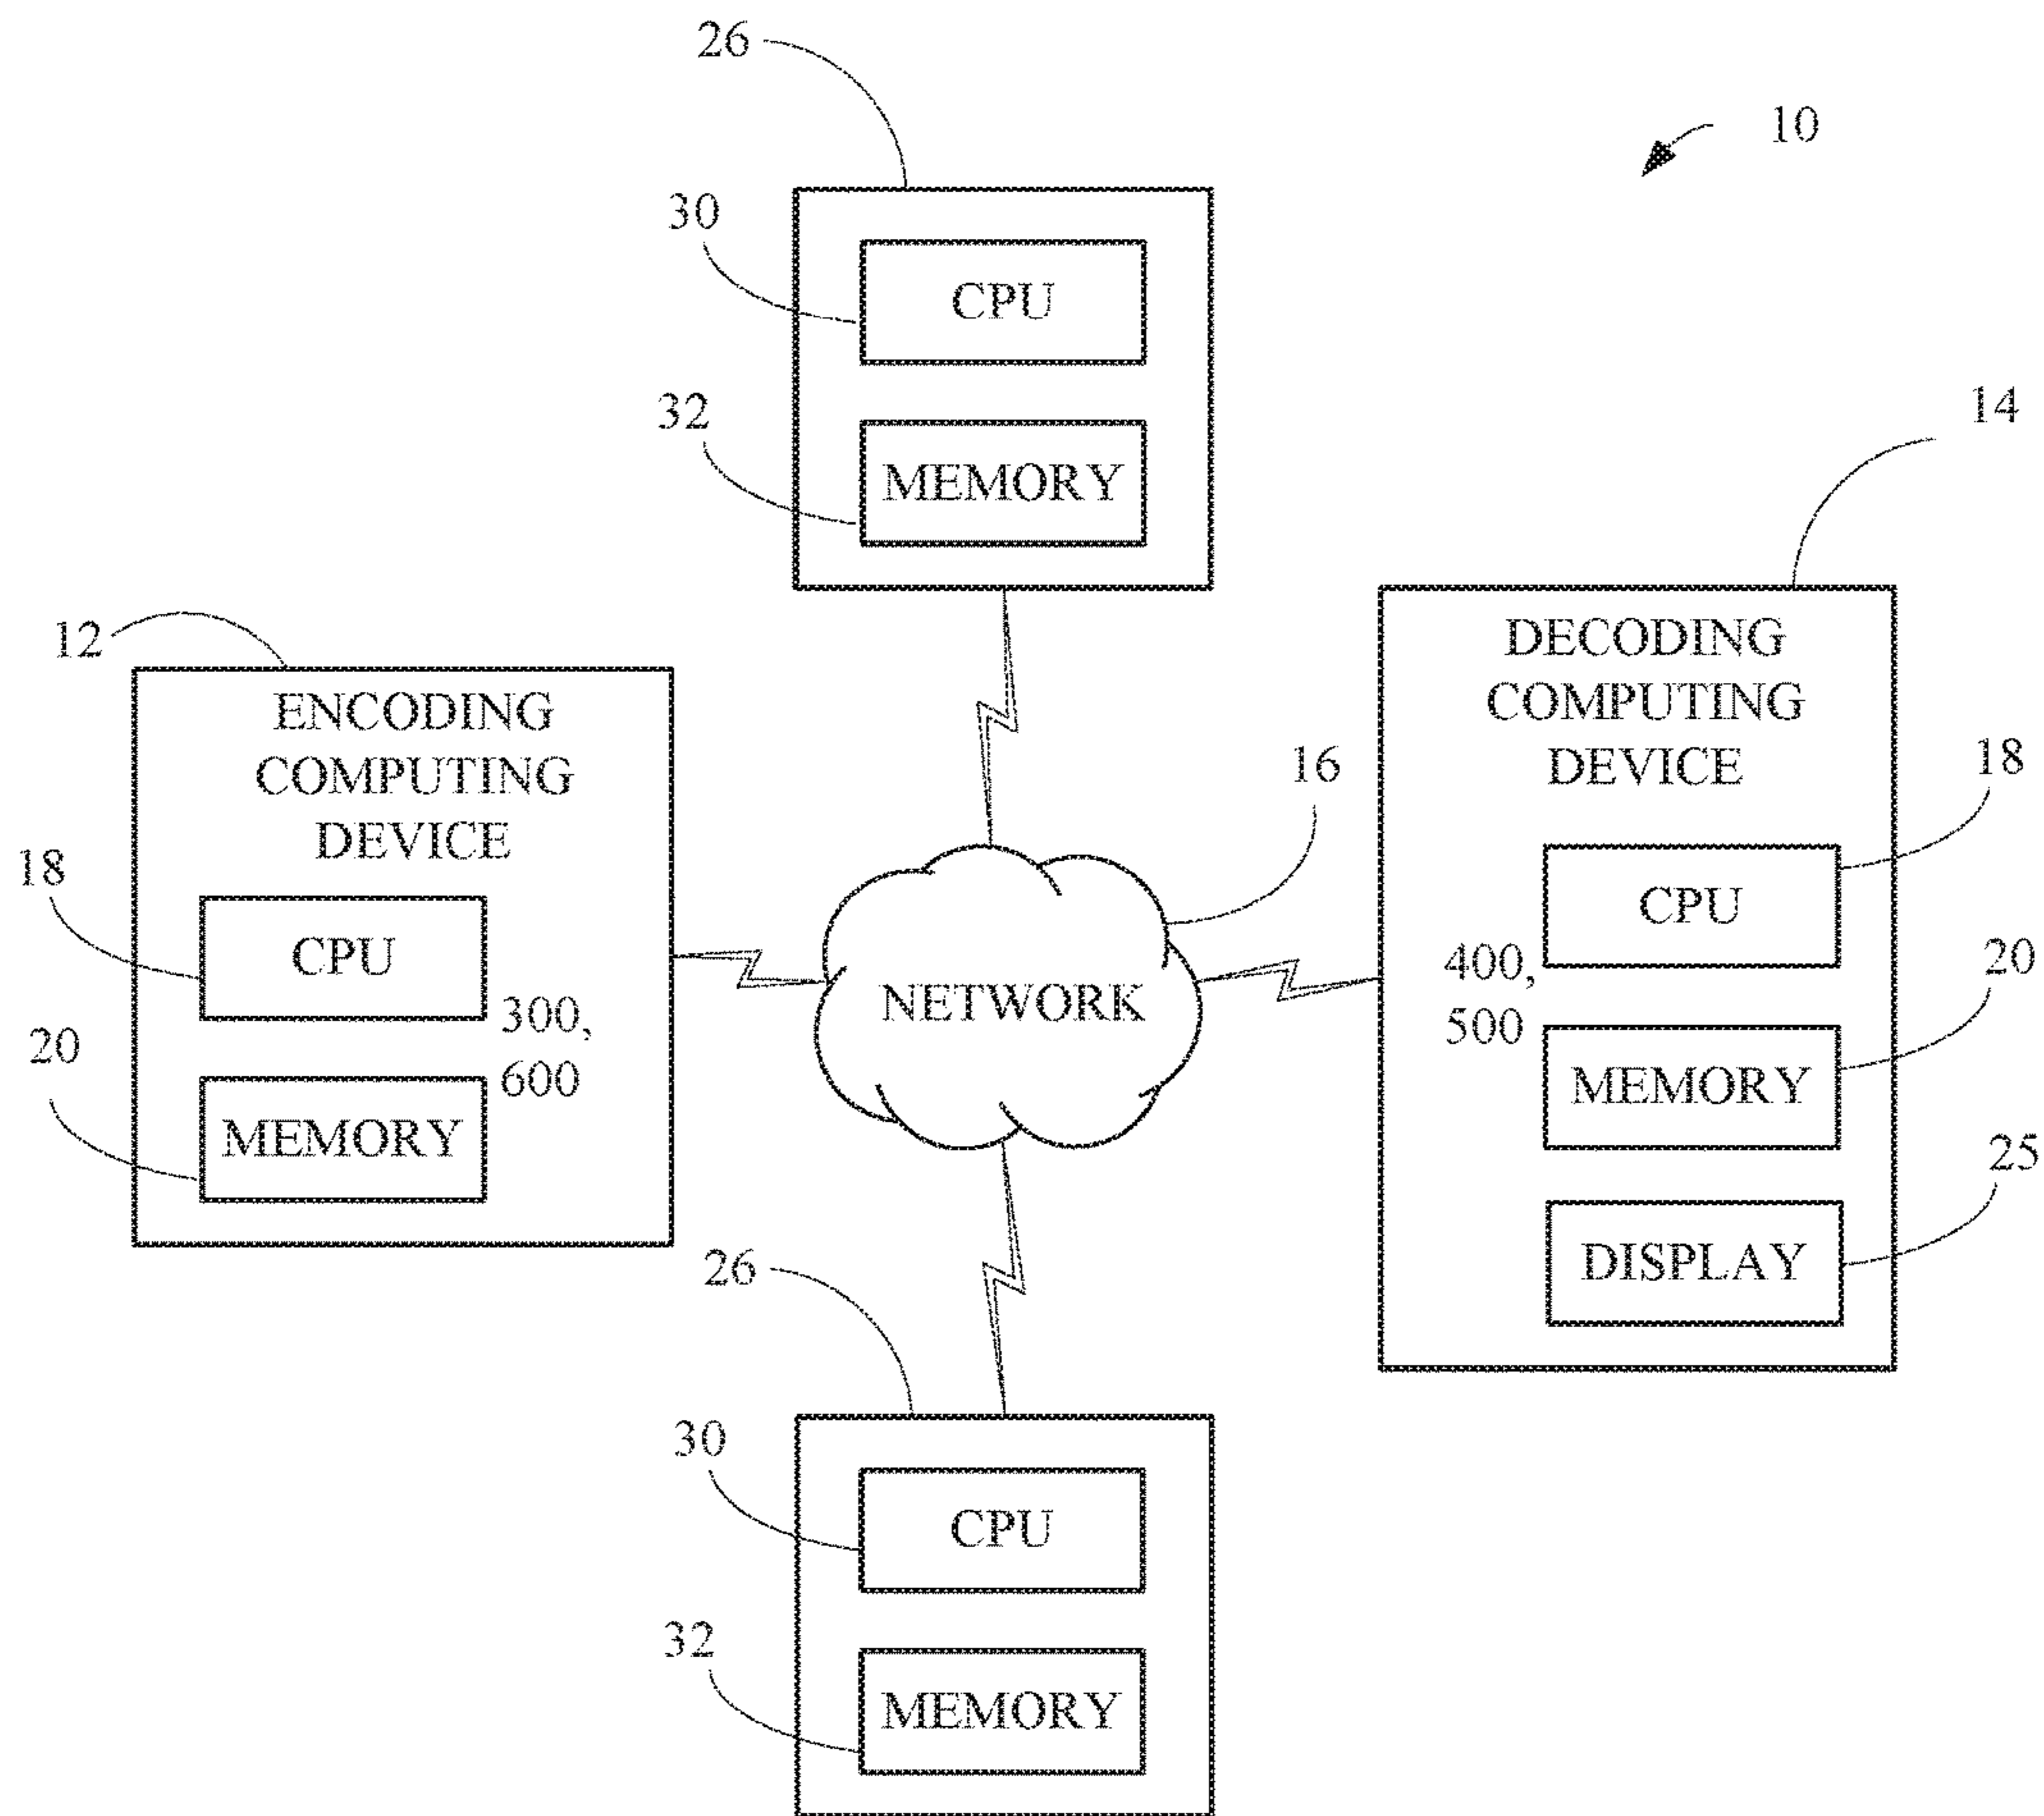 26
10
30
CPU
32
MEMORY
14
12
ENCODING
COMPUTING
DEVICE
18
CPU
300,
600
20
MEMORY
16
NETWORK
DECODING
COMPUTING
DEVICE
18
CPU
400,
500
20
MEMORY
25
DISPLAY
26
30
CPU
32
MEMORY